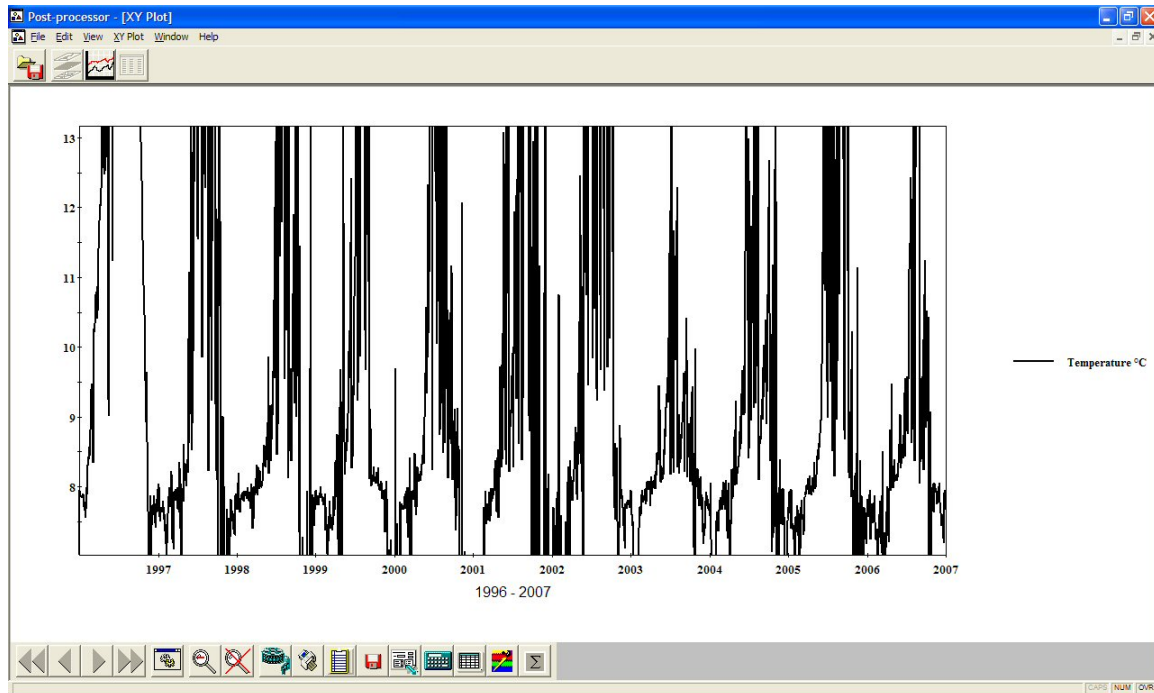 Post-processor - [XY Plot]
File Edit View XY Plot Window Help
13
12
11
10
9
8
Temperature °C
1997 1998 1999 2000 2001 2002 2003 2004 2005 2006 2007
1996 - 2007
Σ
CAPS NUM OVR